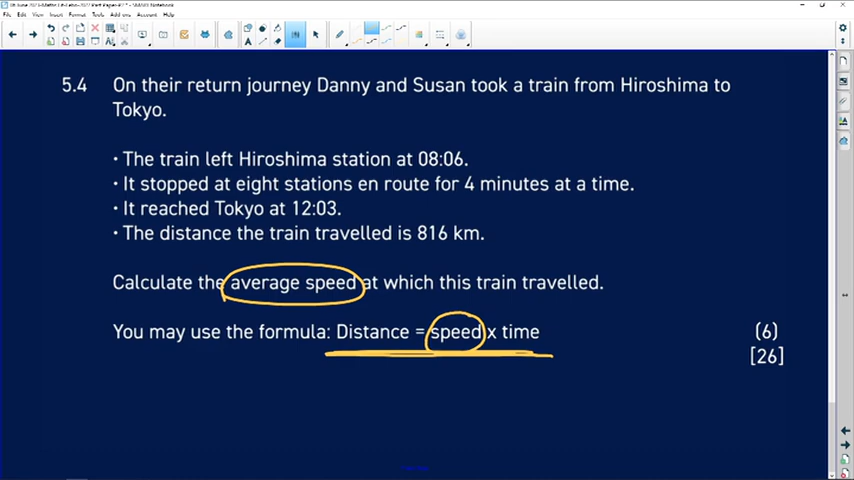 File Edit View Insert Format Tools Add-ons Account Help
5.4 On their return journey Danny and Susan took a train from Hiroshima to
Tokyo.
· The train left Hiroshima station at 08:06.
· It stopped at eight stations en route for 4 minutes at a time.
· It reached Tokyo at 12:03.
· The distance the train travelled is 816 km.
Calculate the average speed at which this train travelled.
You may use the formula: Distance = speed x time (6)
[26]